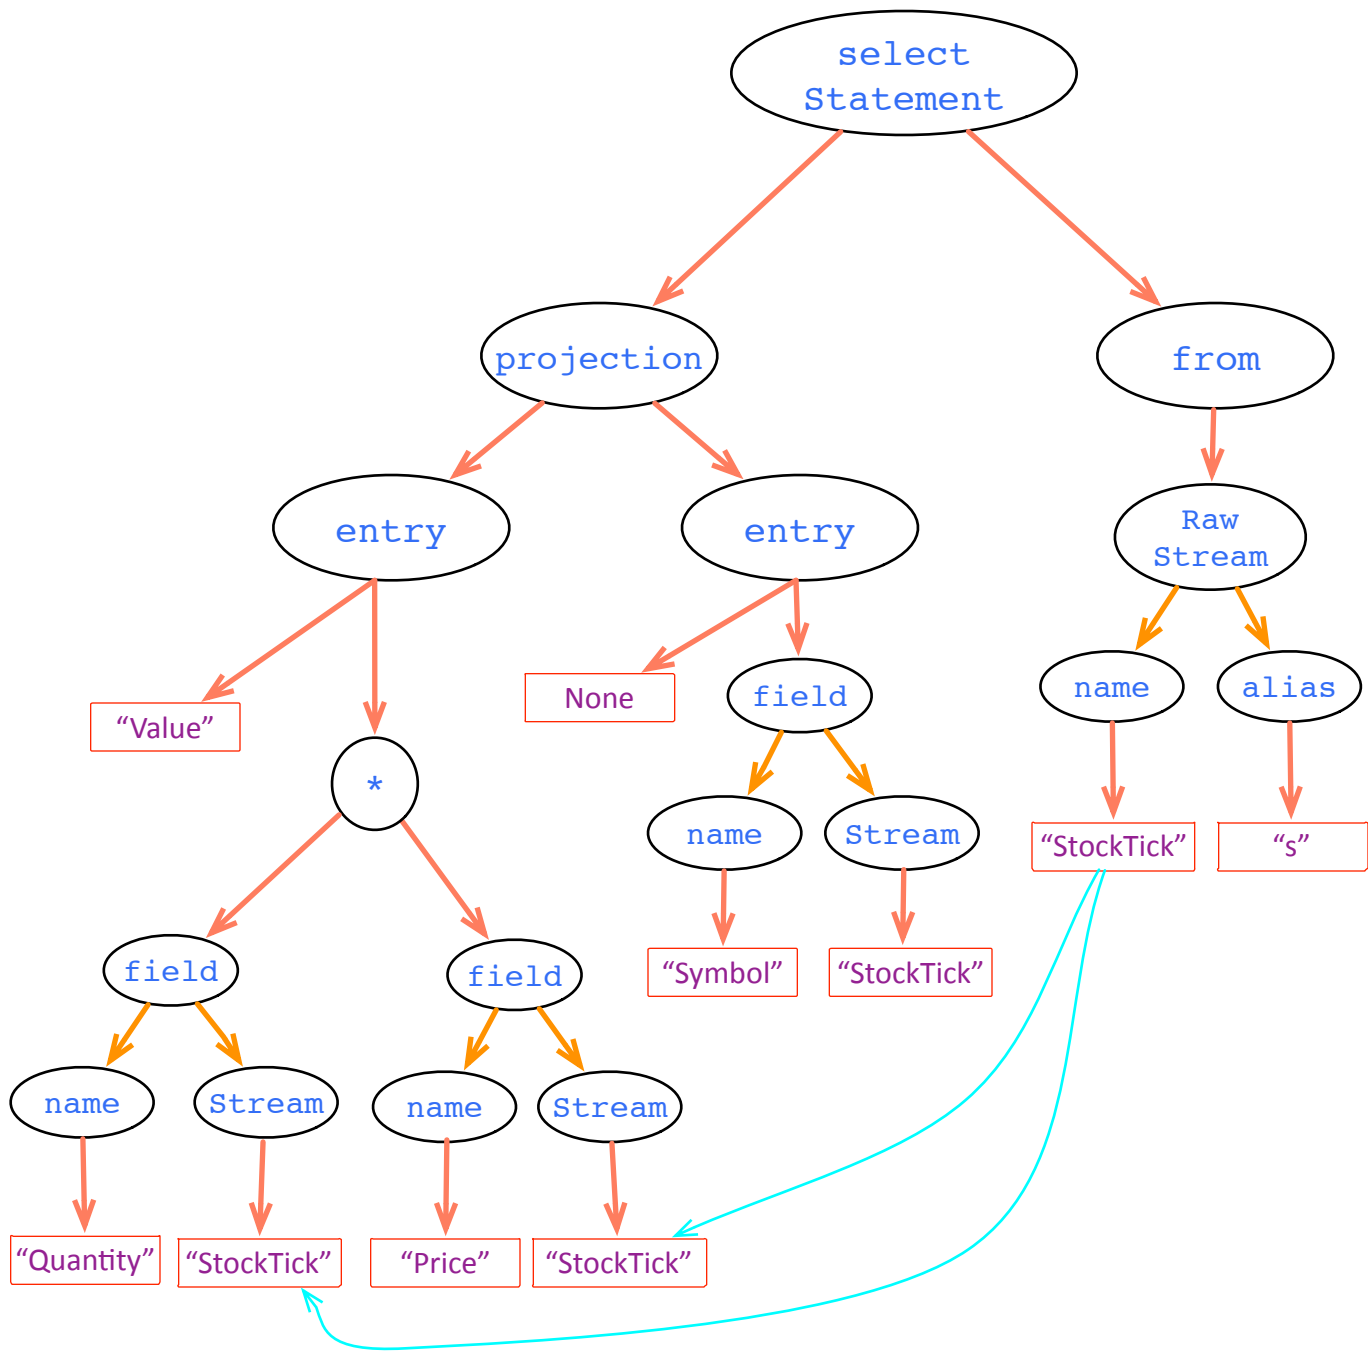 select
Statement
projection
from
entry
entry
Raw
Stream
“Value”
None
field
name
alias
*
name
Stream
“StockTick”
“s”
field
field
“Symbol”
“StockTick”
name
Stream
name
Stream
“Quantity”
“StockTick”
“Price”
“StockTick”